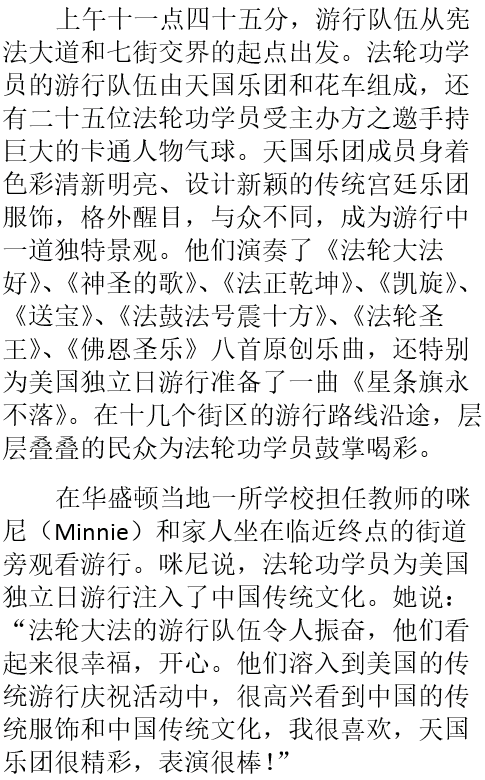 上午十一点四十五分，游行队伍从宪
法大道和七街交界的起点出发。法轮功学
员的游行队伍由天国乐团和花车组成，还
有二十五位法轮功学员受主办方之邀手持
巨大的卡通人物气球。天国乐团成员身着
色彩清新明亮、设计新颖的传统宫廷乐团
服饰，格外醒目，与众不同，成为游行中
一道独特景观。他们演奏了《法轮大法
好》、《神圣的歌》、《法正乾坤》、《凯旋》、
《送宝》、《法鼓法号震十方》、《法轮圣
王》、《佛恩圣乐》八首原创乐曲，还特别
为美国独立日游行准备了一曲《星条旗永
不落》。在十几个街区的游行路线沿途，层
层叠叠的民众为法轮功学员鼓掌喝彩。
在华盛顿当地一所学校担任教师的咪
尼（Minnie）和家人坐在临近终点的街道
旁观看游行。咪尼说，法轮功学员为美国
独立日游行注入了中国传统文化。她说：
“法轮大法的游行队伍令人振奋，他们看
起来很幸福，开心。他们溶入到美国的传
统游行庆祝活动中，很高兴看到中国的传
统服饰和中国传统文化，我很喜欢，天国
乐团很精彩，表演很棒！”